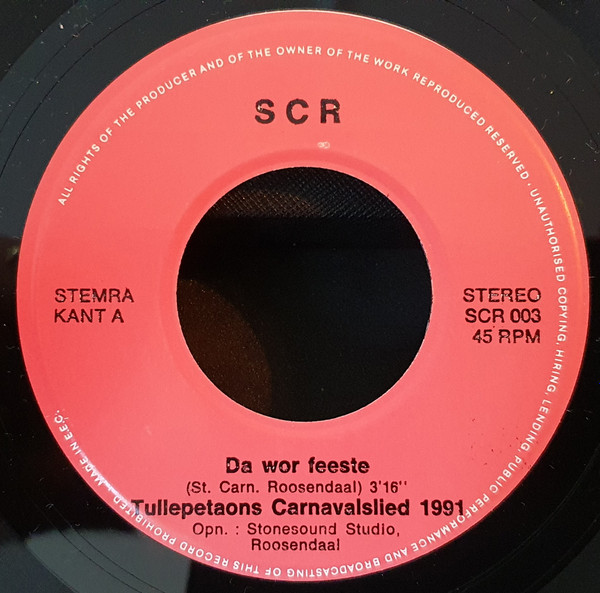 ALL RIGHTS OF THE PRODUCER AND OF THE OWNER OF THE WORK REPRODUCED RESERVED · UNAUTHORISED COPYING, HIRING, LENDING, PUBLIC PERFORMANCE AND BROADCASTING OF THIS RECORD PROHIBITED · MADE IN E.E.C.
SCR
STEMRA
KANT A
STEREO
SCR 003
45 RPM
Da wor feeste
(St. Carn. Roosendaal) 3'16''
Tullepetaons Carnavalslied 1991
Opn. : Stonesound Studio,
Roosendaal